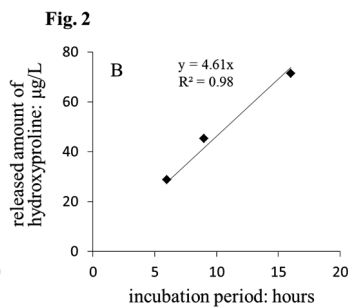 Fig. 2
80
B
y = 4.61x
R² = 0.98
60
40
20
0
0 5 10 15 20
released amount of
hydroxyproline: µg/L
incubation period: hours